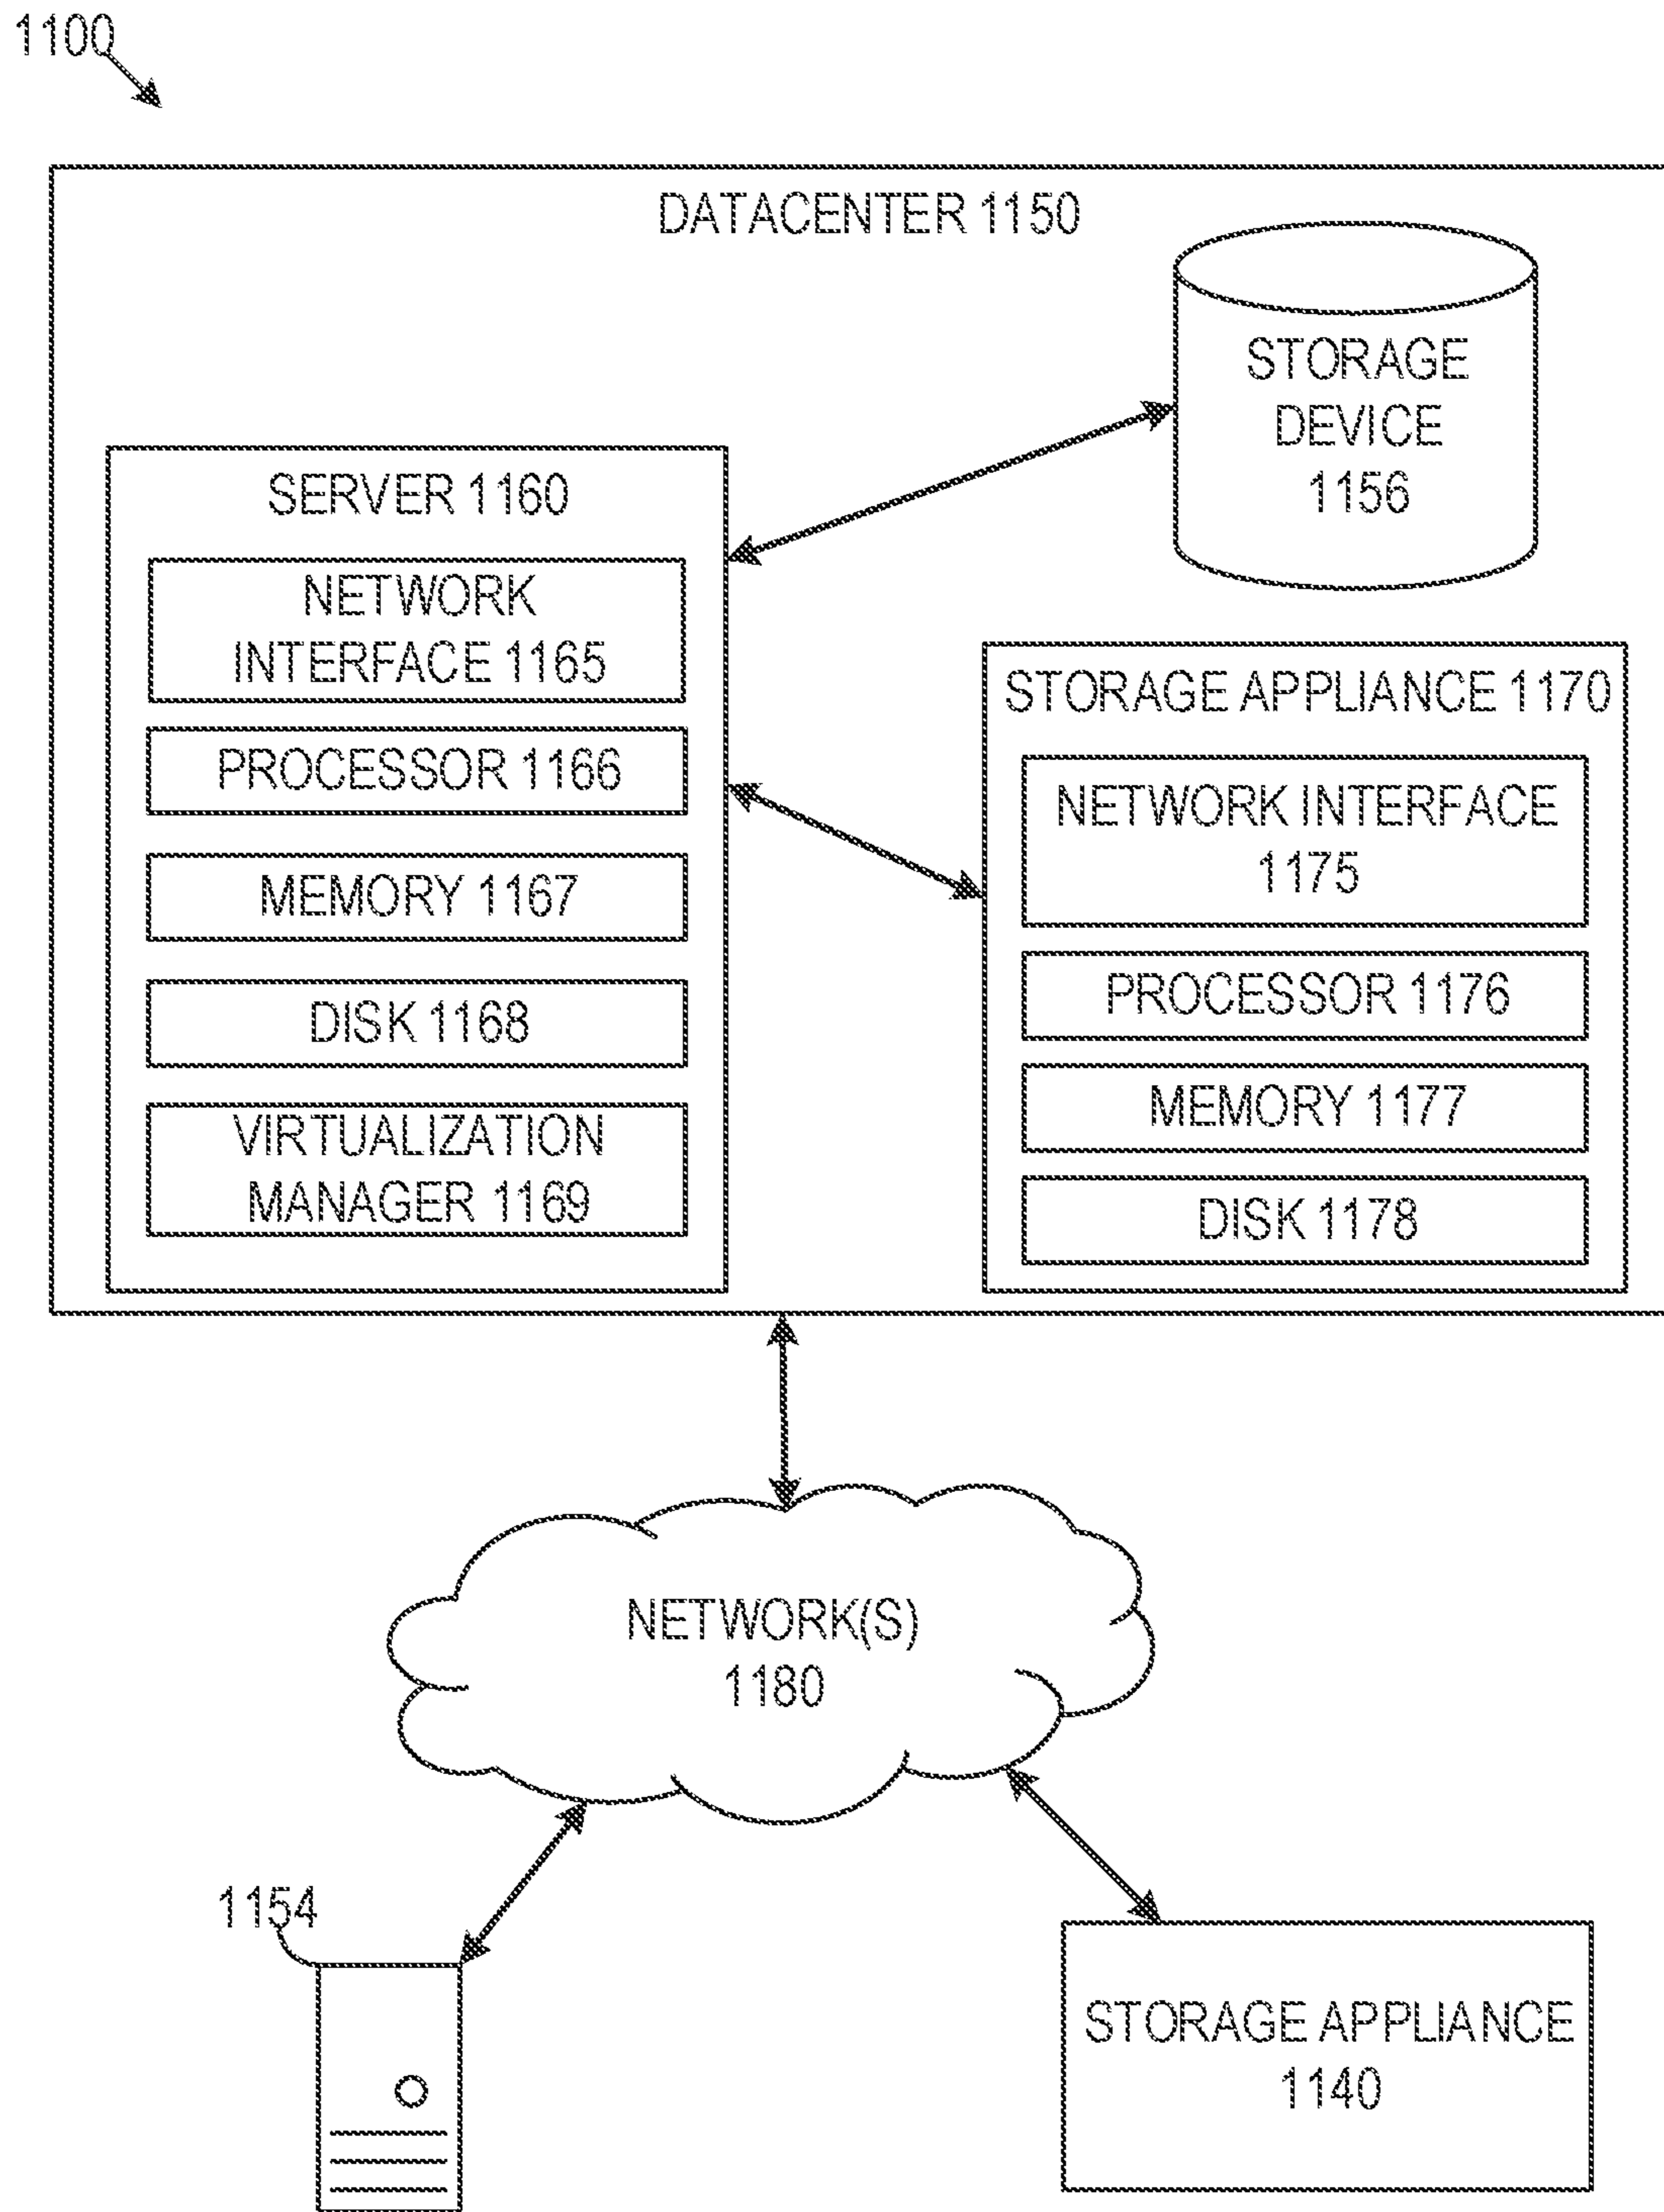 1100
DATACENTER 1150
STORAGE
DEVICE
1156
SERVER 1160
NETWORK
INTERFACE 1165
PROCESSOR 1166
MEMORY 1167
DISK 1168
VIRTUALIZATION
MANAGER 1169
STORAGE APPLIANCE 1170
NETWORK INTERFACE
1175
PROCESSOR 1176
MEMORY 1177
DISK 1178
NETWORK(S)
1180
1154
STORAGE APPLIANCE
1140